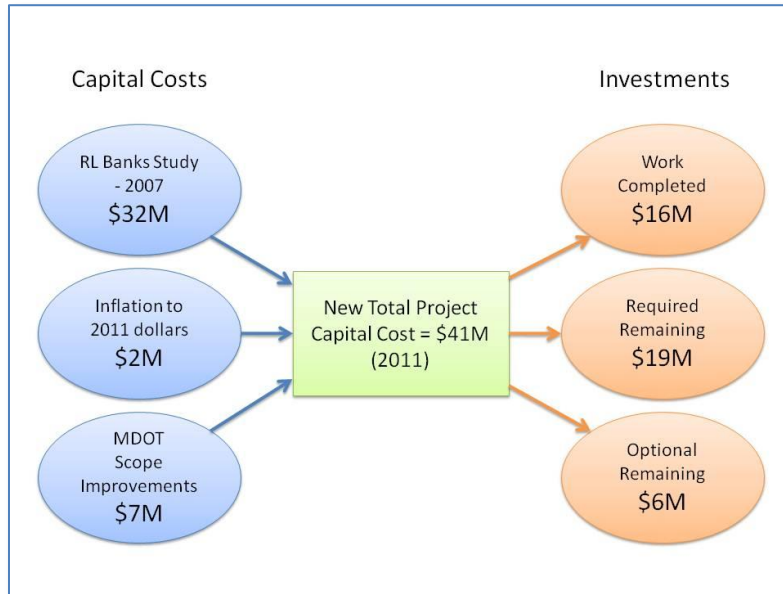 Capital Costs
Investments
RL Banks Study
- 2007
$32M
Inflation to
2011 dollars
$2M
MDOT
Scope
Improvements
$7M
New Total Project
Capital Cost = $41M
(2011)
Work
Completed
$16M
Required
Remaining
$19M
Optional
Remaining
$6M